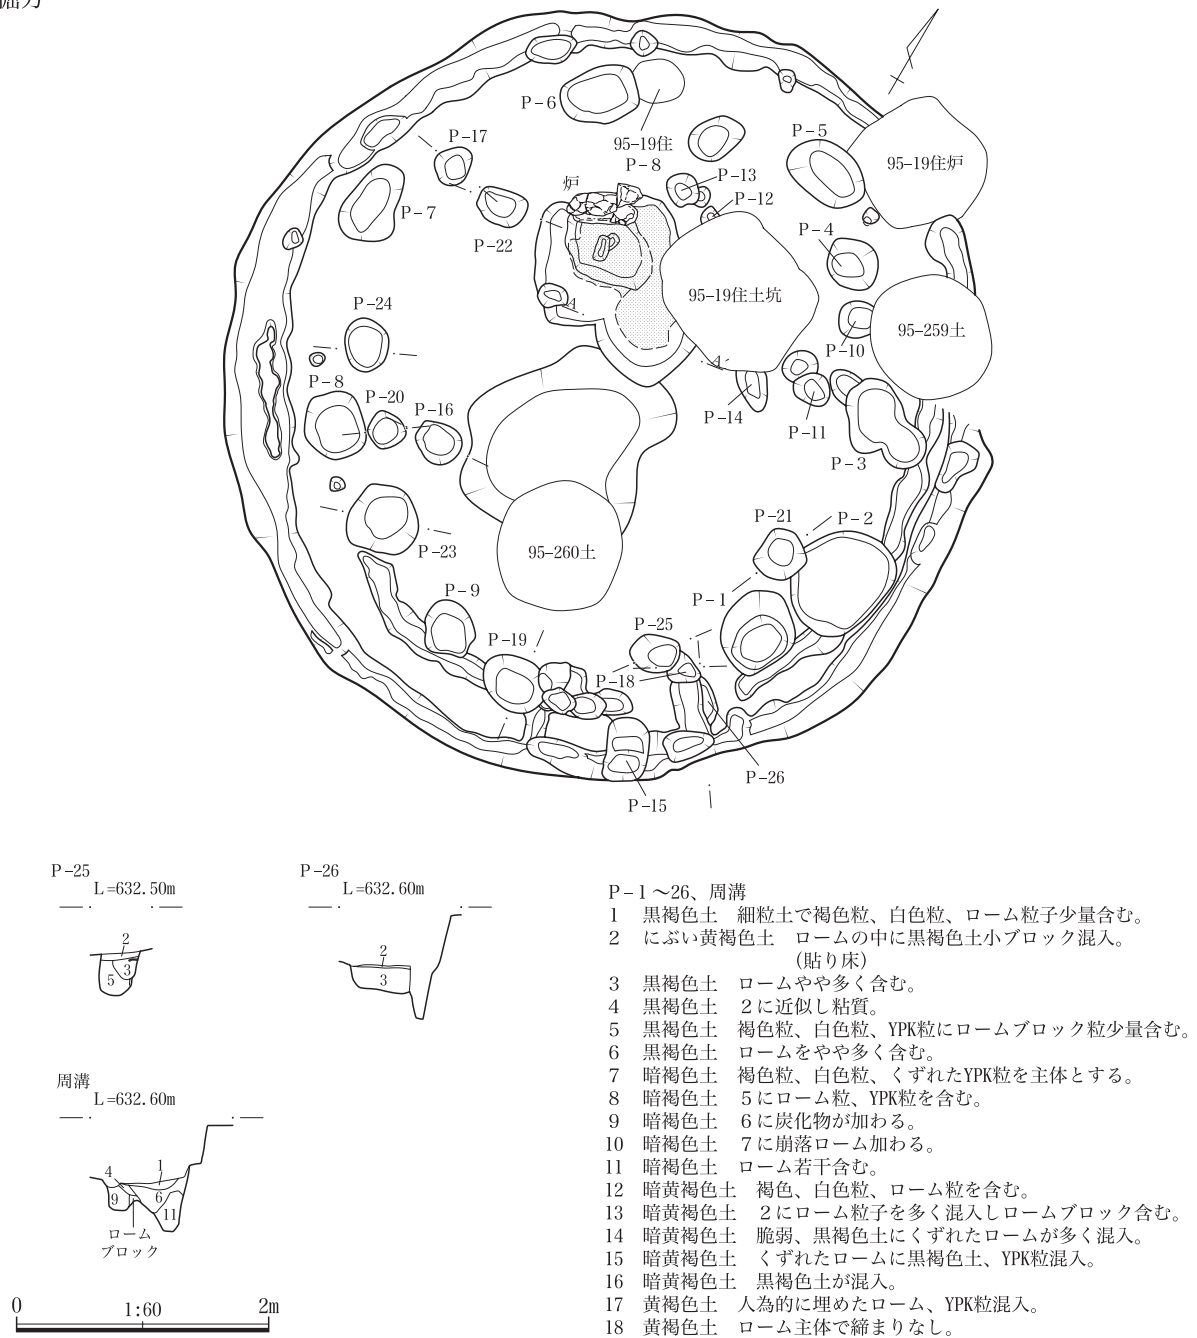 掘方
P-6
P-17
95-19住
P-8
P-5
95-19住炉
P-13
炉
P-12
P-7
P-22
P-4
95-19住土坑
A
P-24
P-10
95-259土
A′
P-8
P-20
P-16
P-14
P-11
P-3
P-21
P-2
P-23
95-260土
P-9
P-1
P-25
P-19
P-18
P-26
P-15
P-25
L=632.50m
2
3
5
P-26
L=632.60m
2
3
周溝
L=632.60m
4
1
9
6
11
ローム
ブロック
0 1:60 2m
P-1～26、周溝
1 黒褐色土 細粒土で褐色粒、白色粒、ローム粒子少量含む。
2 にぶい黄褐色土 ロームの中に黒褐色土小ブロック混入。
(貼り床)
3 黒褐色土 ロームやや多く含む。
4 黒褐色土 2に近似し粘質。
5 黒褐色土 褐色粒、白色粒、YPK粒にロームブロック粒少量含む。
6 黒褐色土 ロームをやや多く含む。
7 暗褐色土 褐色粒、白色粒、くずれたYPK粒を主体とする。
8 暗褐色土 5にローム粒、YPK粒を含む。
9 暗褐色土 6に炭化物が加わる。
10 暗褐色土 7に崩落ローム加わる。
11 暗褐色土 ローム若干含む。
12 暗黄褐色土 褐色、白色粒、ローム粒を含む。
13 暗黄褐色土 2にローム粒子を多く混入しロームブロック含む。
14 暗黄褐色土 脆弱、黒褐色土にくずれたロームが多く混入。
15 暗黄褐色土 くずれたロームに黒褐色土、YPK粒混入。
16 暗黄褐色土 黒褐色土が混入。
17 黄褐色土 人為的に埋めたローム、YPK粒混入。
18 黄褐色土 ローム主体で締まりなし。